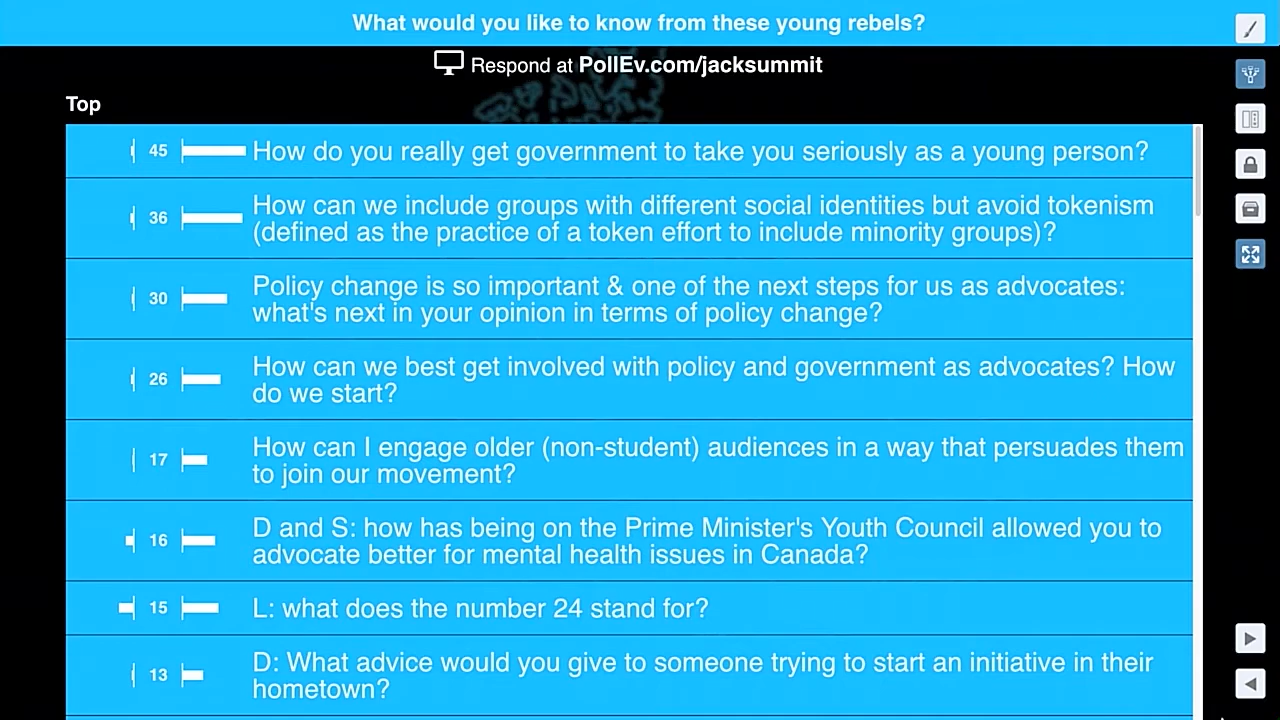 What would you like to know from these young rebels?
Respond at PollEv.com/jacksummit
Top
45 How do you really get government to take you seriously as a young person?
36 How can we include groups with different social identities but avoid tokenism
(defined as the practice of a token effort to include minority groups)?
30 Policy change is so important & one of the next steps for us as advocates:
what's next in your opinion in terms of policy change?
26 How can we best get involved with policy and government as advocates? How
do we start?
17 How can I engage older (non-student) audiences in a way that persuades them
to join our movement?
16 D and S: how has being on the Prime Minister's Youth Council allowed you to
advocate better for mental health issues in Canada?
15 L: what does the number 24 stand for?
13 D: What advice would you give to someone trying to start an initiative in their
hometown?